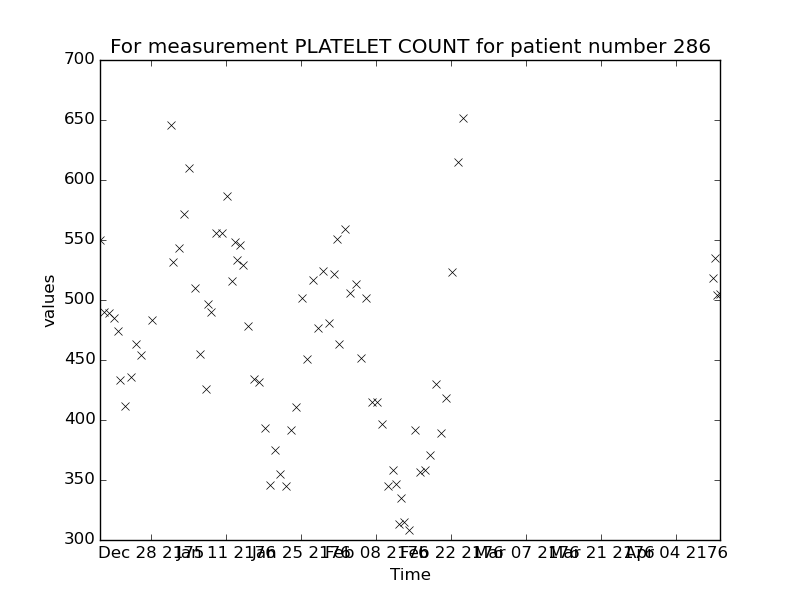 For measurement PLATELET COUNT for patient number 286
700
650
600
550
500
450
400
350
300
values
Dec 28 2175 Jan 11 2176 Jan 25 2176 Feb 08 2176 Feb 22 2176 Mar 07 2176 Mar 21 2176 Apr 04 2176
Time